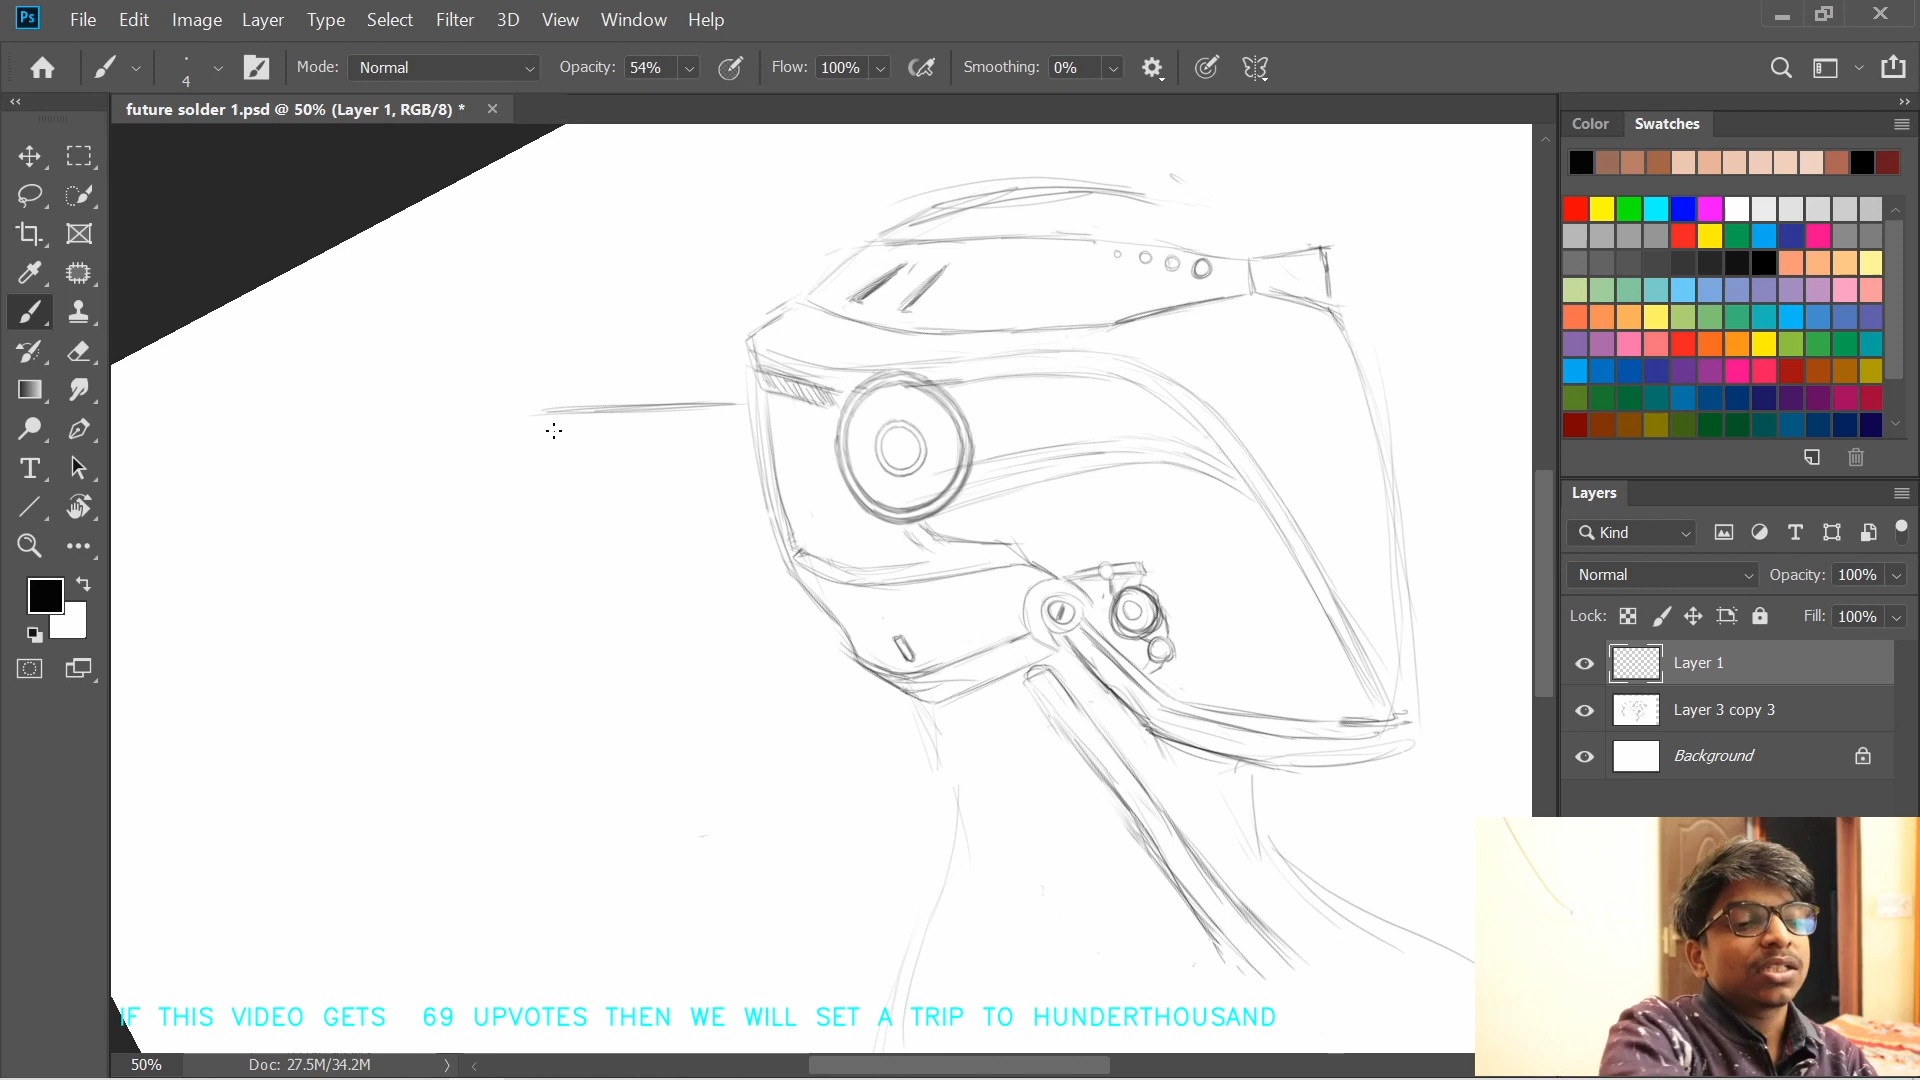 Ps File Edit Image Layer Type Select Filter 3D View Window Help
4 Mode: Normal Opacity: 54% Flow: 100% Smoothing: 0%
future solder 1.psd @ 50% (Layer 1, RGB/8) *
Color Swatches
Layers
Kind
Normal Opacity: 100%
Lock: Fill: 100%
Layer 1
Layer 3 copy 3
Background
IF THIS VIDEO GETS 69 UPVOTES THEN WE WILL SET A TRIP TO HUNDERTHOUSAND
50% Doc: 27.5M/34.2M